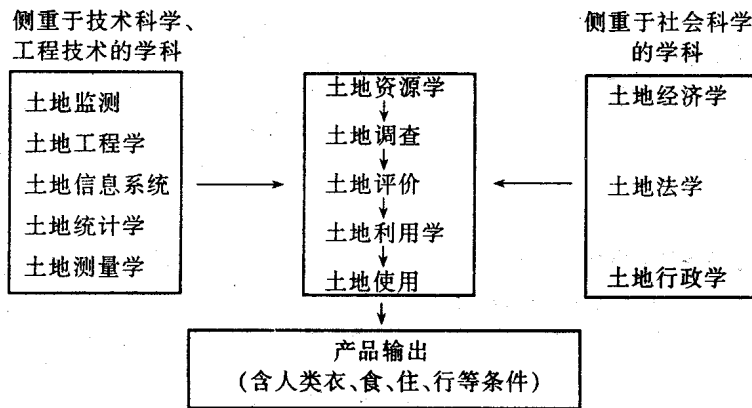 侧重于技术科学、
工程技术的学科
土地监测
土地工程学
土地信息系统
土地统计学
土地测量学
土地资源学
土地调查
土地评价
土地利用学
土地使用
侧重于社会科学
的学科
土地经济学
土地法学
土地行政学
产品输出
(含人类衣、食、住、行等条件)